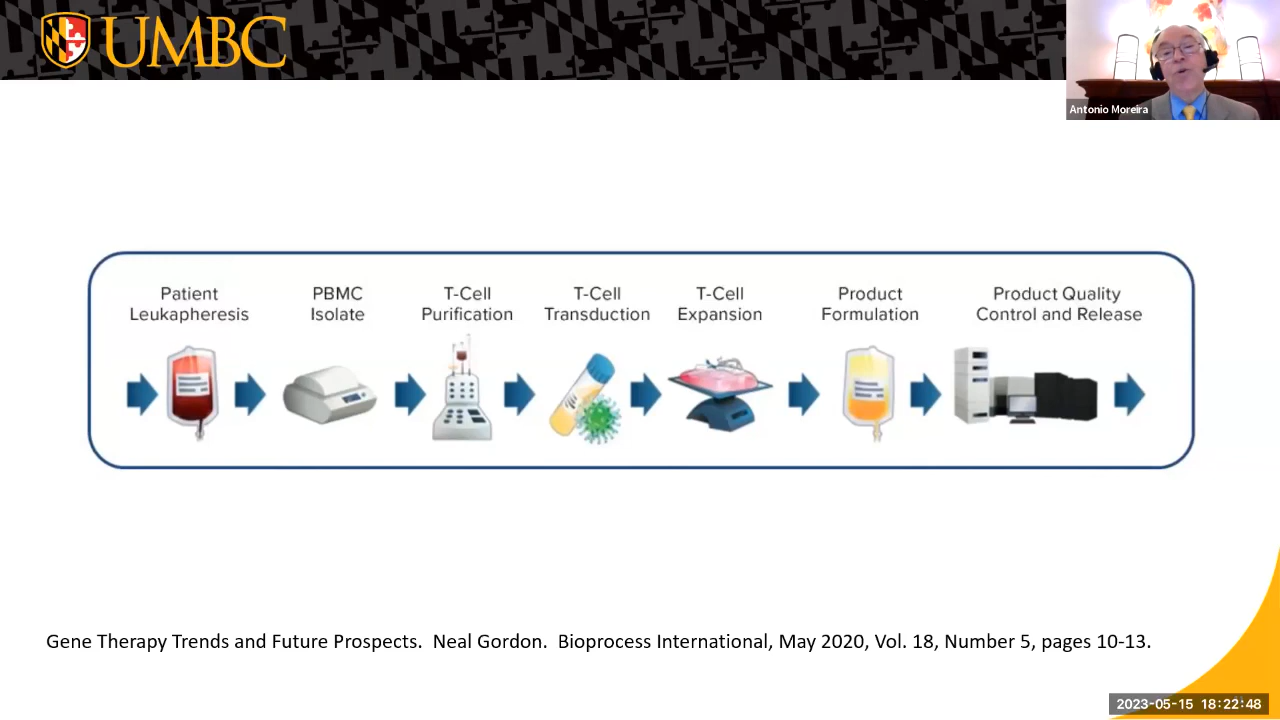 UMBC
Antonio Moreira
Patient
Leukapheresis
PBMC
Isolate
T-Cell
Purification
T-Cell
Transduction
T-Cell
Expansion
Product
Formulation
Product Quality
Control and Release
Gene Therapy Trends and Future Prospects.  Neal Gordon.  Bioprocess International, May 2020, Vol. 18, Number 5, pages 10-13.
2023-05-15 18:22:48